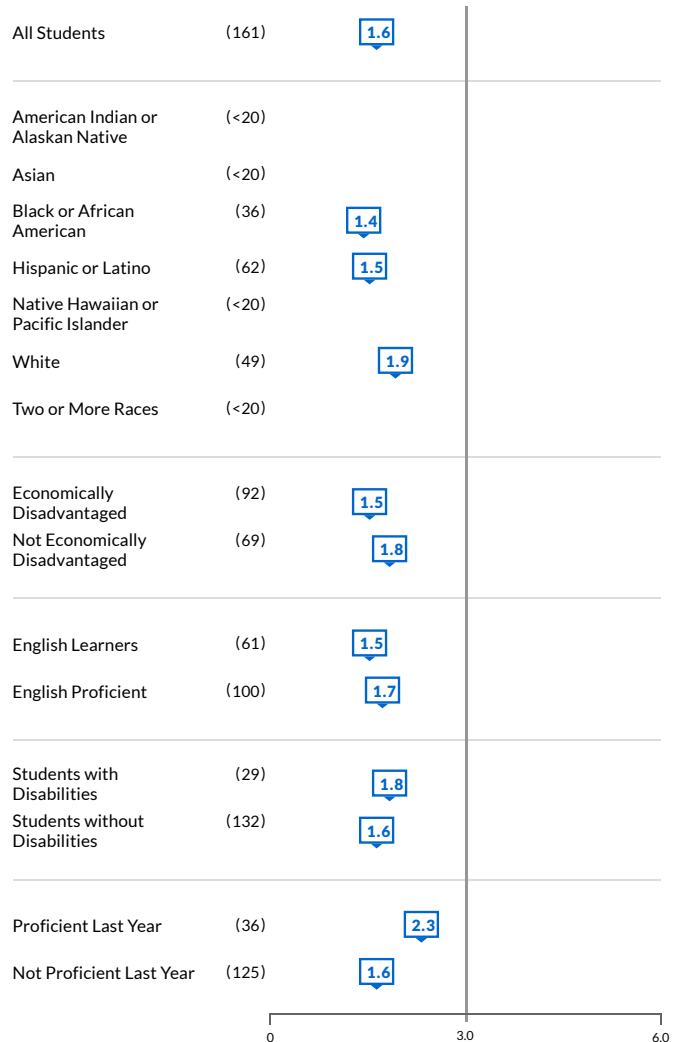 All Students (161) 1.6
American Indian or (<20)
Alaskan Native
Asian (<20)
Black or African (36) 1.4
American
Hispanic or Latino (62) 1.5
Native Hawaiian or (<20)
Pacific Islander
White (49) 1.9
Two or More Races (<20)
Economically (92) 1.5
Disadvantaged
Not Economically (69) 1.8
Disadvantaged
English Learners (61) 1.5
English Proficient (100) 1.7
Students with (29) 1.8
Disabilities
Students without (132) 1.6
Disabilities
Proficient Last Year (36) 2.3
Not Proficient Last Year (125) 1.6
0 3.0 6.0